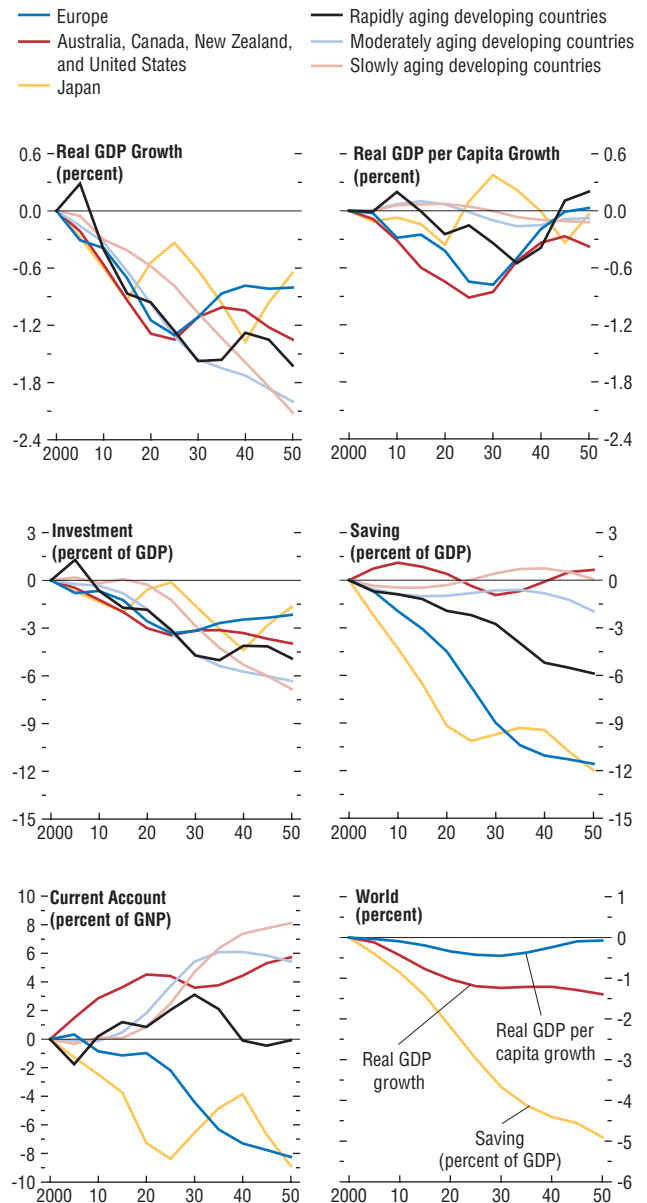 Europe
Australia, Canada, New Zealand,
and United States
Japan
Rapidly aging developing countries
Moderately aging developing countries
Slowly aging developing countries
Real GDP Growth
(percent)
0.6
0.0
-0.6
-1.2
-1.8
-2.4
2000 10 20 30 40 50
Real GDP per Capita Growth
(percent)
0.6
0.0
-0.6
-1.2
-1.8
-2.4
2000 10 20 30 40 50
Investment
(percent of GDP)
3
0
-3
-6
-9
-12
-15
2000 10 20 30 40 50
Saving
(percent of GDP)
3
0
-3
-6
-9
-12
-15
2000 10 20 30 40 50
Current Account
(percent of GNP)
10
8
6
4
2
0
-2
-4
-6
-8
-10
2000 10 20 30 40 50
World
(percent)
1
0
-1
-2
-3
-4
-5
-6
Real GDP per
capita growth
Real GDP
growth
Saving
(percent of GDP)
2000 10 20 30 40 50